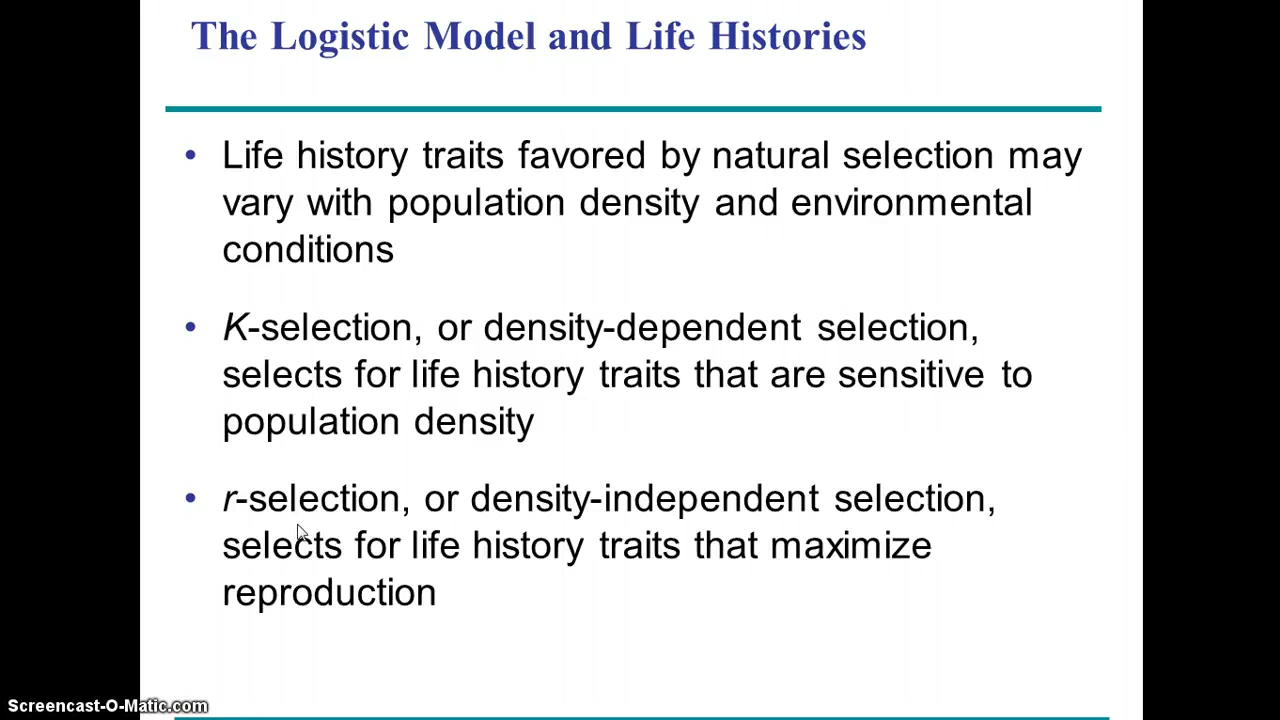 The Logistic Model and Life Histories
• Life history traits favored by natural selection may
vary with population density and environmental
conditions
• K-selection, or density-dependent selection,
selects for life history traits that are sensitive to
population density
• r-selection, or density-independent selection,
selects for life history traits that maximize
reproduction
Screencast-O-Matic.com